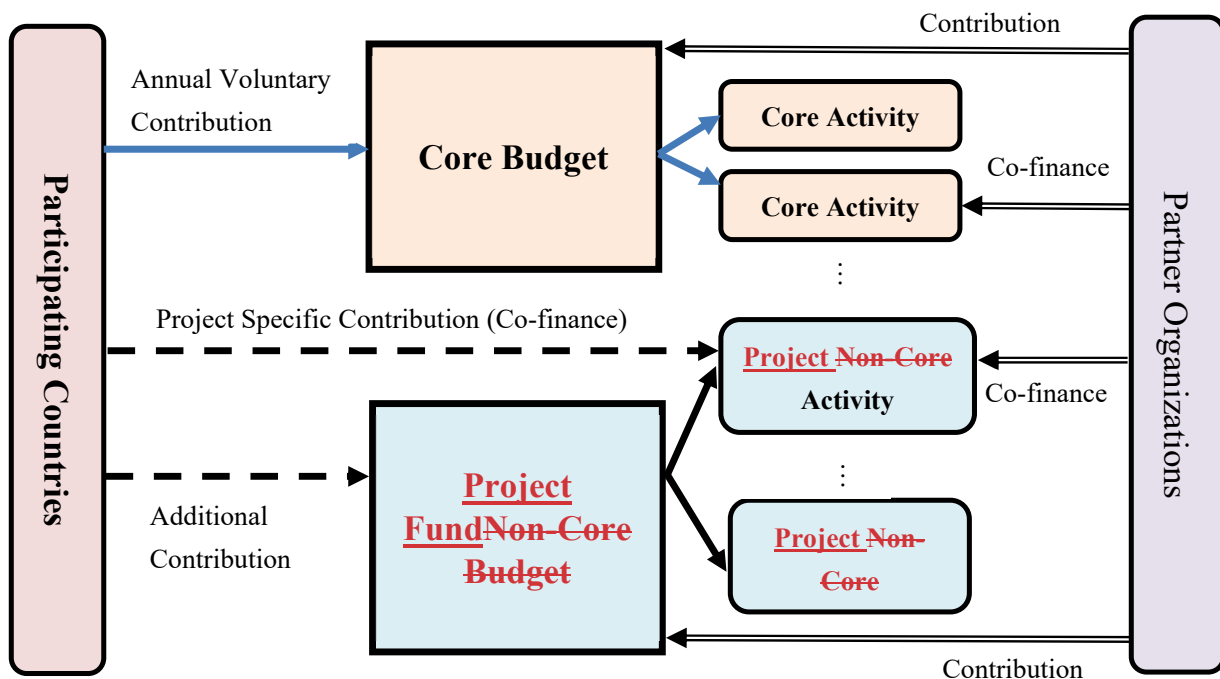 Contribution
Annual Voluntary
Contribution
Core Budget
Core Activity
Core Activity
Co-finance
Participating Countries
Partner Organizations
⋮
Project Specific Contribution (Co-finance)
Project Non-Core
Activity
Co-finance
⋮
Additional
Contribution
Project
FundNon-Core
Budget
Project Non-
Core
Contribution